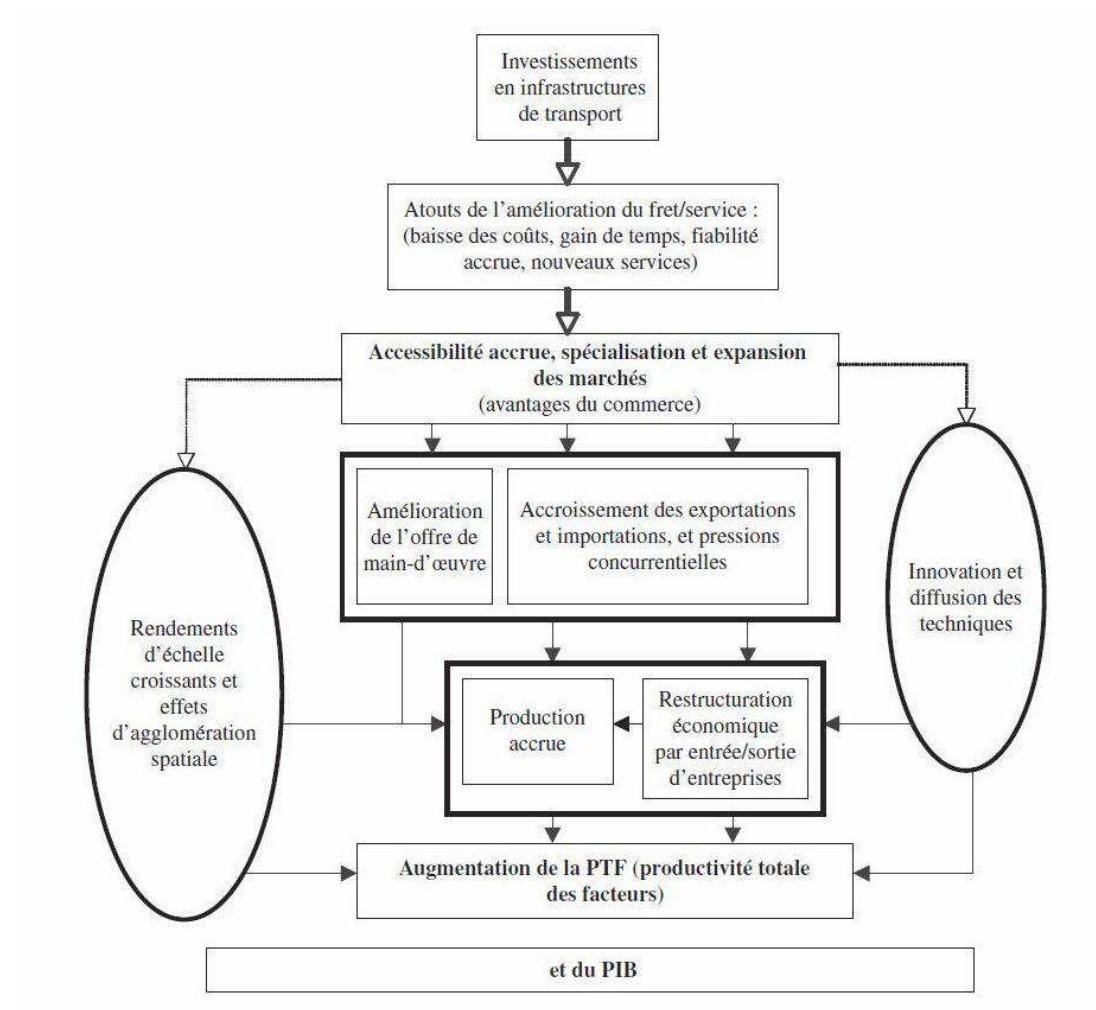 Investissements
en infrastructures
de transport
Atouts de l’amélioration du fret/service :
(baisse des coûts, gain de temps, fiabilité
accrue, nouveaux services)
Accessibilité accrue, spécialisation et expansion
des marchés
(avantages du commerce)
Amélioration
de l’offre de
main-d’œuvre
Accroissement des exportations
et importations, et pressions
concurrentielles
Innovation et
diffusion des
techniques
Rendements
d’échelle
croissants et
effets
d’agglomération
spatiale
Production
accrue
Restructuration
économique
par entrée/sortie
d’entreprises
Augmentation de la PTF (productivité totale
des facteurs)
et du PIB